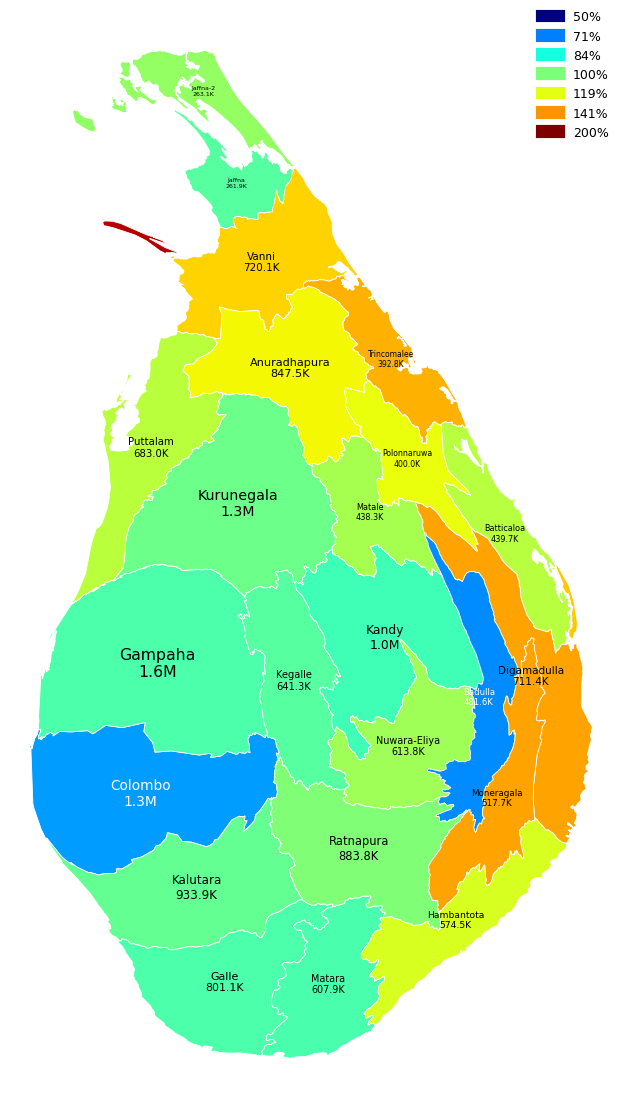 50%
71%
84%
100%
119%
141%
200%
Jaffna-2
263.1K
Jaffna
261.9K
Vanni
720.1K
Trincomalee
392.8K
Anuradhapura
847.5K
Puttalam
683.0K
Polonnaruwa
400.0K
Kurunegala
1.3M
Matale
438.3K
Batticaloa
439.7K
Kandy
1.0M
Gampaha
1.6M
Kegalle
641.3K
Digamadulla
711.4K
Badulla
481.6K
Nuwara-Eliya
613.8K
Colombo
1.3M
Moneragala
517.7K
Ratnapura
883.8K
Kalutara
933.9K
Hambantota
574.5K
Galle
801.1K
Matara
607.9K